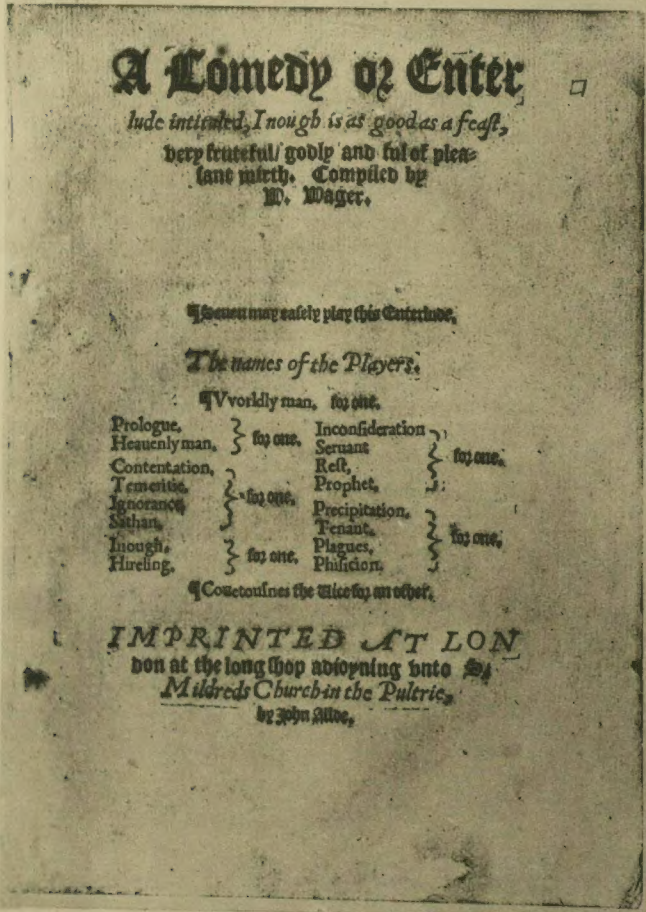 A Comedy or Enter
lude intituled, Inough is as good as a feast,
very fruteful/ godly and ful of plea-
sant mirth. Compiled by
W. Wager.
¶Seuen may easely play this Enterlude.
The names of the Players.
¶VVorldly man, for one.
Prologue.
Heauenly man.
for one.
Contentation.
Temeritie.
Ignorance.
Sathan.
for one.
Inough.
Hireling.
for one.
Inconsideration
Seruant
Rest.
Prophet.
for one.
Precipitation.
Tenant.
Plagues.
Phisicion.
for one.
¶Couetousnes the Vice for an other.
IMPRINTED AT LON
don at the long shop adioyning vnto S.
Mildreds Church in the Pultrie,
by John Allde.